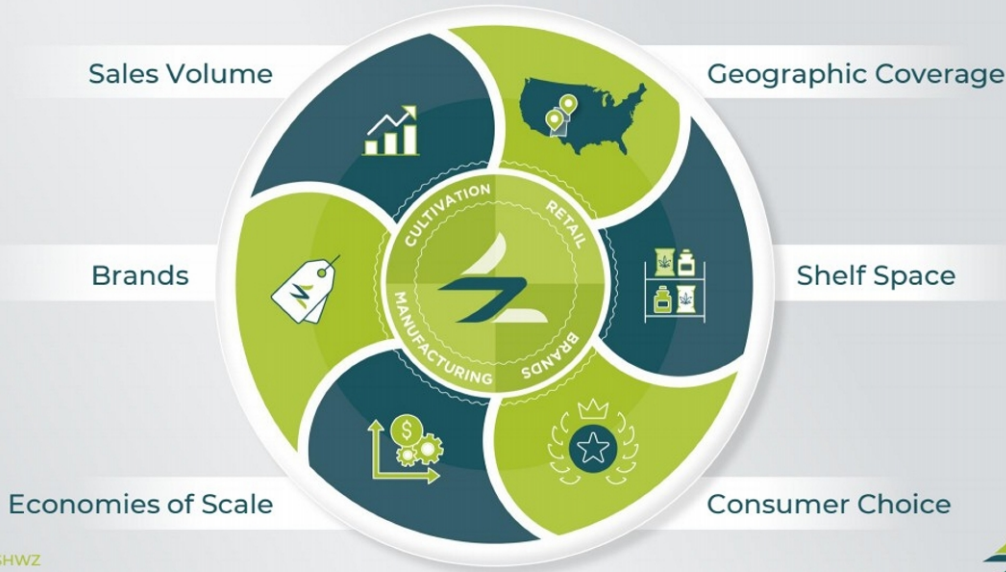 Sales Volume
Geographic Coverage
CULTIVATION
RETAIL
Brands
Shelf Space
MANUFACTURING
BRANDS
$
Economies of Scale
Consumer Choice
SHWZ